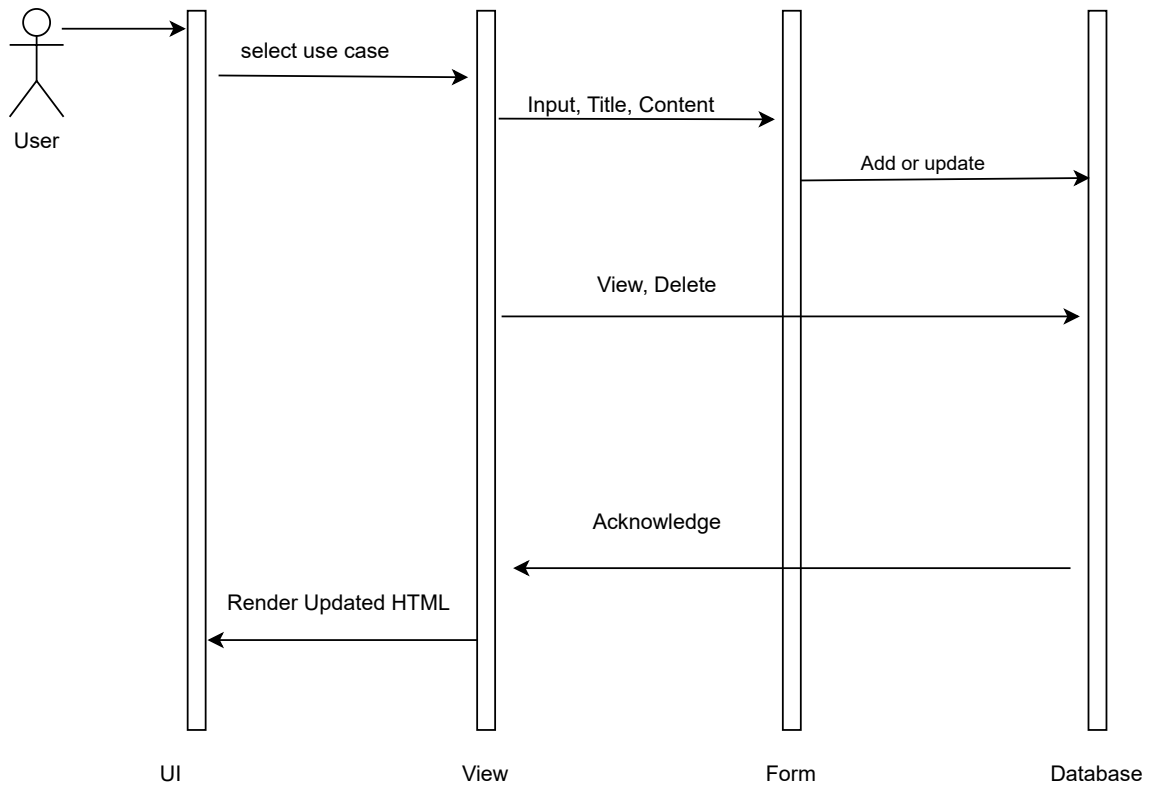 select use case
Input, Title, Content
User
Add or update
View, Delete
Acknowledge
Render Updated HTML
UI
View
Form
Database